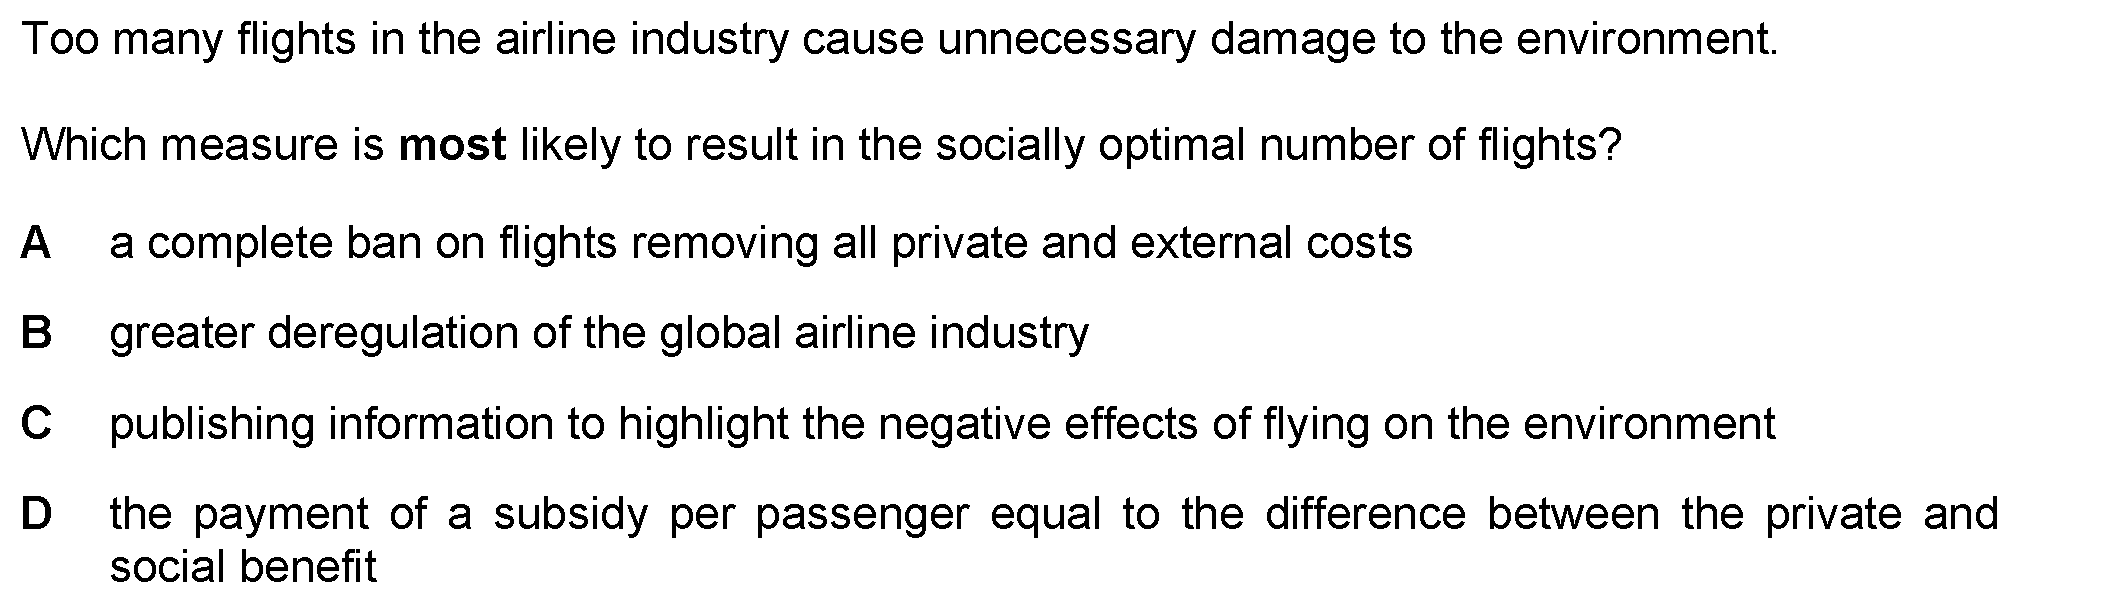 Too many flights in the airline industry cause unnecessary damage to the environment.
Which measure is most likely to result in the socially optimal number of flights?
A a complete ban on flights removing all private and external costs
B greater deregulation of the global airline industry
C publishing information to highlight the negative effects of flying on the environment
D the payment of a subsidy per passenger equal to the difference between the private and
social benefit